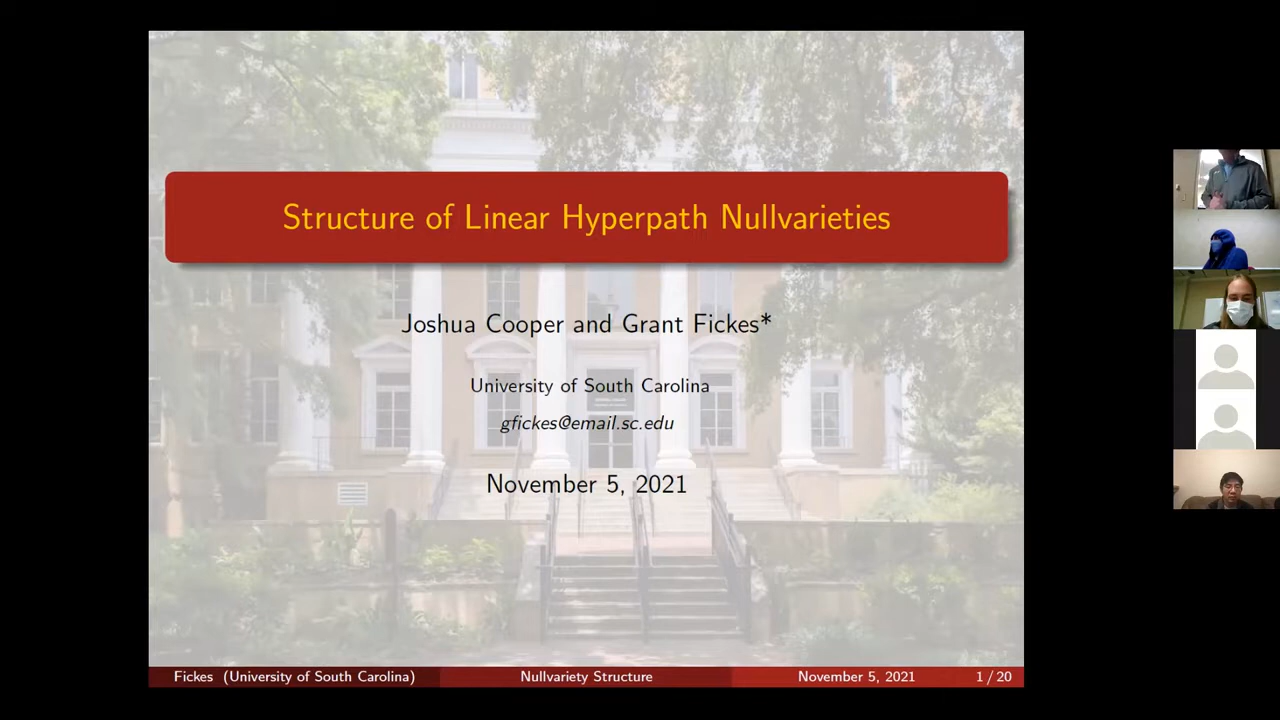 Structure of Linear Hyperpath Nullvarieties
Joshua Cooper and Grant Fickes*
University of South Carolina
gfickes@email.sc.edu
November 5, 2021
Fickes (University of South Carolina) Nullvariety Structure November 5, 2021 1 / 20